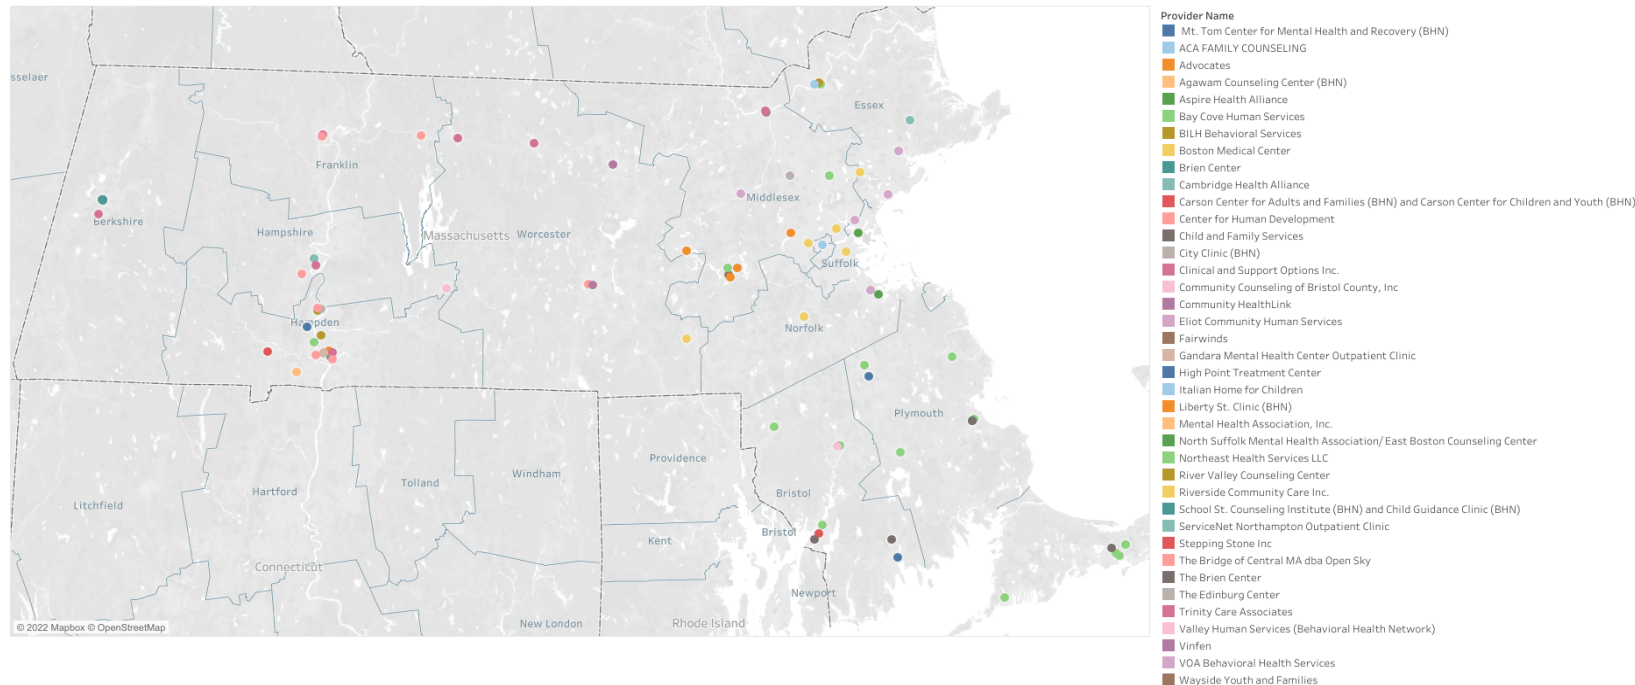 sselaer
Essex
Franklin
Middlesex
Berkshire
Hampshire
Massachusetts
Worcester
Suffolk
Hampden
Norfolk
Plymouth
Providence
Windham
Tolland
Hartford
Litchfield
Bristol
Bristol
Kent
Connecticut
Newport
New London
Rhode Island
© 2022 Mapbox © OpenStreetMap
Provider Name
Mt. Tom Center for Mental Health and Recovery (BHN)
ACA FAMILY COUNSELING
Advocates
Agawam Counseling Center (BHN)
Aspire Health Alliance
Bay Cove Human Services
BILH Behavioral Services
Boston Medical Center
Brien Center
Cambridge Health Alliance
Carson Center for Adults and Families (BHN) and Carson Center for Children and Youth (BHN)
Center for Human Development
Child and Family Services
City Clinic (BHN)
Clinical and Support Options Inc.
Community Counseling of Bristol County, Inc
Community HealthLink
Eliot Community Human Services
Fairwinds
Gandara Mental Health Center Outpatient Clinic
High Point Treatment Center
Italian Home for Children
Liberty St. Clinic (BHN)
Mental Health Association, Inc.
North Suffolk Mental Health Association/ East Boston Counseling Center
Northeast Health Services LLC
River Valley Counseling Center
Riverside Community Care Inc.
School St. Counseling Institute (BHN) and Child Guidance Clinic (BHN)
ServiceNet Northampton Outpatient Clinic
Stepping Stone Inc
The Bridge of Central MA dba Open Sky
The Brien Center
The Edinburg Center
Trinity Care Associates
Valley Human Services (Behavioral Health Network)
Vinfen
VOA Behavioral Health Services
Wayside Youth and Families